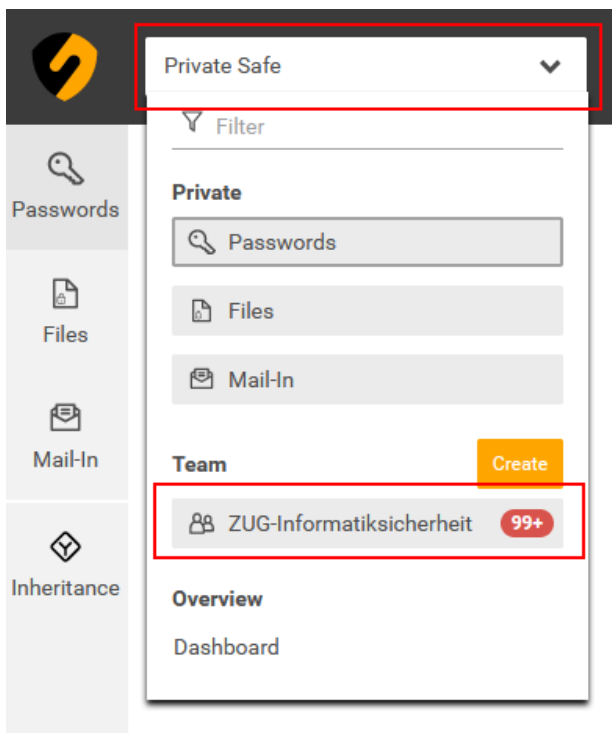 Private Safe
Filter
Passwords
Private
Passwords
Files
Files
Mail-In
Mail-In
Team
Create
ZUG-Informatiksicherheit 99+
Inheritance
Overview
Dashboard